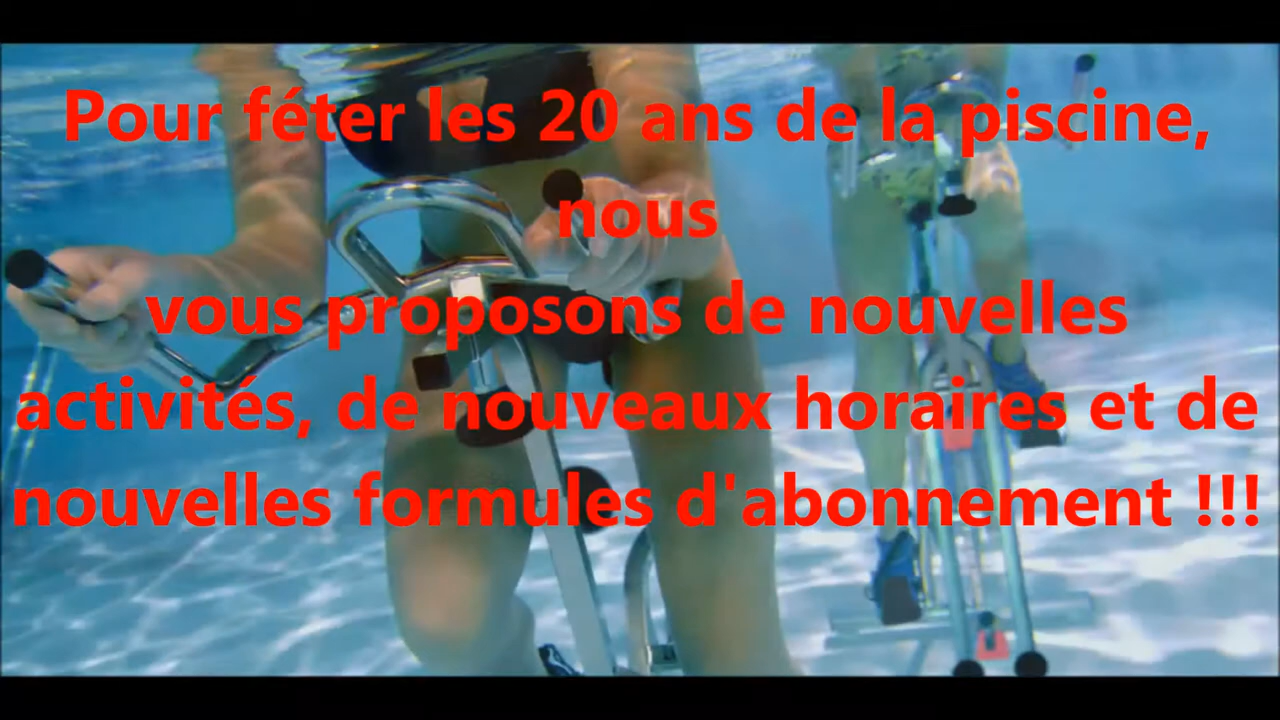 Pour féter les 20 ans de la piscine,
nous
vous proposons de nouvelles
activités, de nouveaux horaires et de
nouvelles formules d'abonnement !!!